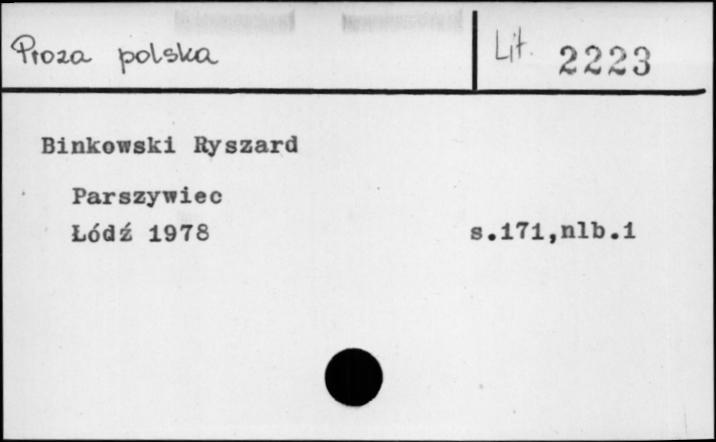 Proza polska
Lit. 2223
Binkowski Ryszard
Parszywiec
Łódź 1978
s.171,nlb.1